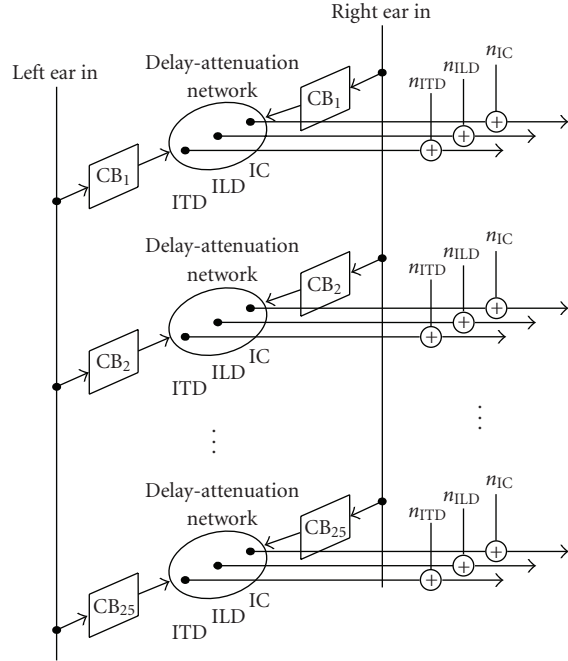 Right ear in
Left ear in
Delay-attenuation
network
CB1
nITD
nILD
nIC
CB1
ITD
ILD
IC
Delay-attenuation
network
CB2
nITD
nILD
nIC
CB2
ITD
ILD
IC
Delay-attenuation
network
CB25
nITD
nILD
nIC
CB25
ITD
ILD
IC